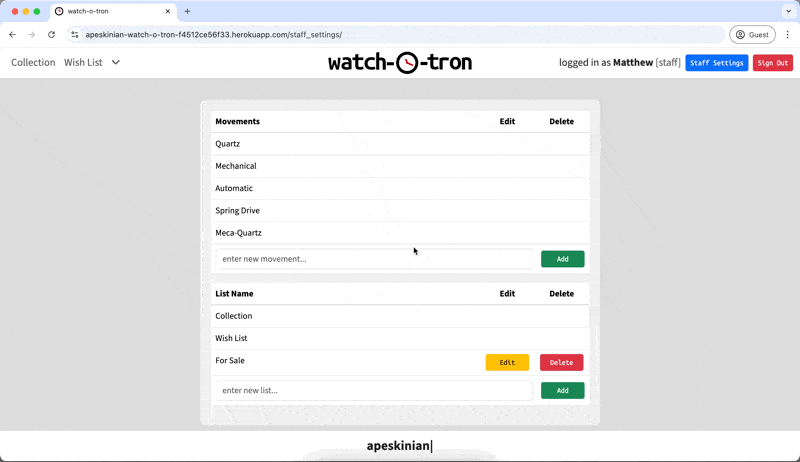 watch-o-tron
apeskinian-watch-o-tron-f4512ce56f33.herokuapp.com/staff_settings/
Guest
Collection Wish List watch-o-tron logged in as Matthew [staff] Staff Settings Sign Out
Movements Edit Delete
Quartz
Mechanical
Automatic
Spring Drive
Meca-Quartz
enter new movement... Add
List Name Edit Delete
Collection
Wish List
For Sale Edit Delete
enter new list... Add
apeskinian|